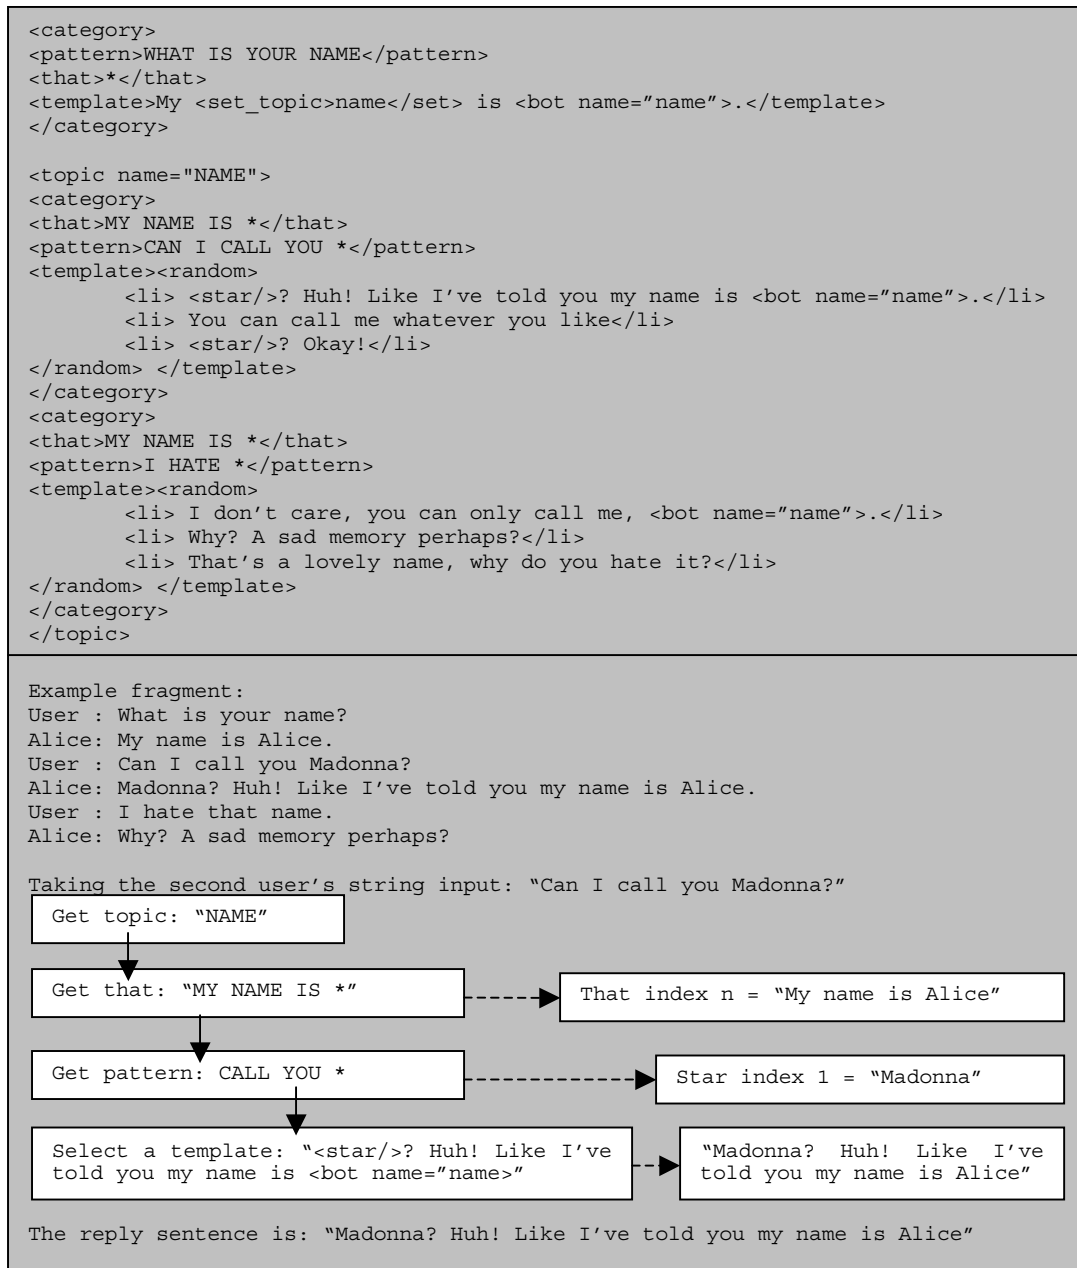 <category>
<pattern>WHAT IS YOUR NAME</pattern>
<that>*</that>
<template>My <set_topic>name</set> is <bot name=”name”>.</template>
</category>
<topic name="NAME">
<category>
<that>MY NAME IS *</that>
<pattern>CAN I CALL YOU *</pattern>
<template><random>
<li> <star/>? Huh! Like I've told you my name is <bot name=”name”>.</li>
<li> You can call me whatever you like</li>
<li> <star/>? Okay!</li>
</random> </template>
</category>
<category>
<that>MY NAME IS *</that>
<pattern>I HATE *</pattern>
<template><random>
<li> I don’t care, you can only call me, <bot name=”name”>.</li>
<li> Why? A sad memory perhaps?</li>
<li> That’s a lovely name, why do you hate it?</li>
</random> </template>
</category>
</topic>
Example fragment:
User : What is your name?
Alice: My name is Alice.
User : Can I call you Madonna?
Alice: Madonna? Huh! Like I’ve told you my name is Alice.
User : I hate that name.
Alice: Why? A sad memory perhaps?
Taking the second user’s string input: “Can I call you Madonna?”
Get topic: “NAME”
Get that: “MY NAME IS *”
That index n = “My name is Alice”
Get pattern: CALL YOU *
Star index 1 = “Madonna”
Select a template: “<star/>? Huh! Like I’ve
told you my name is <bot name=”name>”
“Madonna? Huh! Like I’ve
told you my name is Alice”
The reply sentence is: “Madonna? Huh! Like I’ve told you my name is Alice”